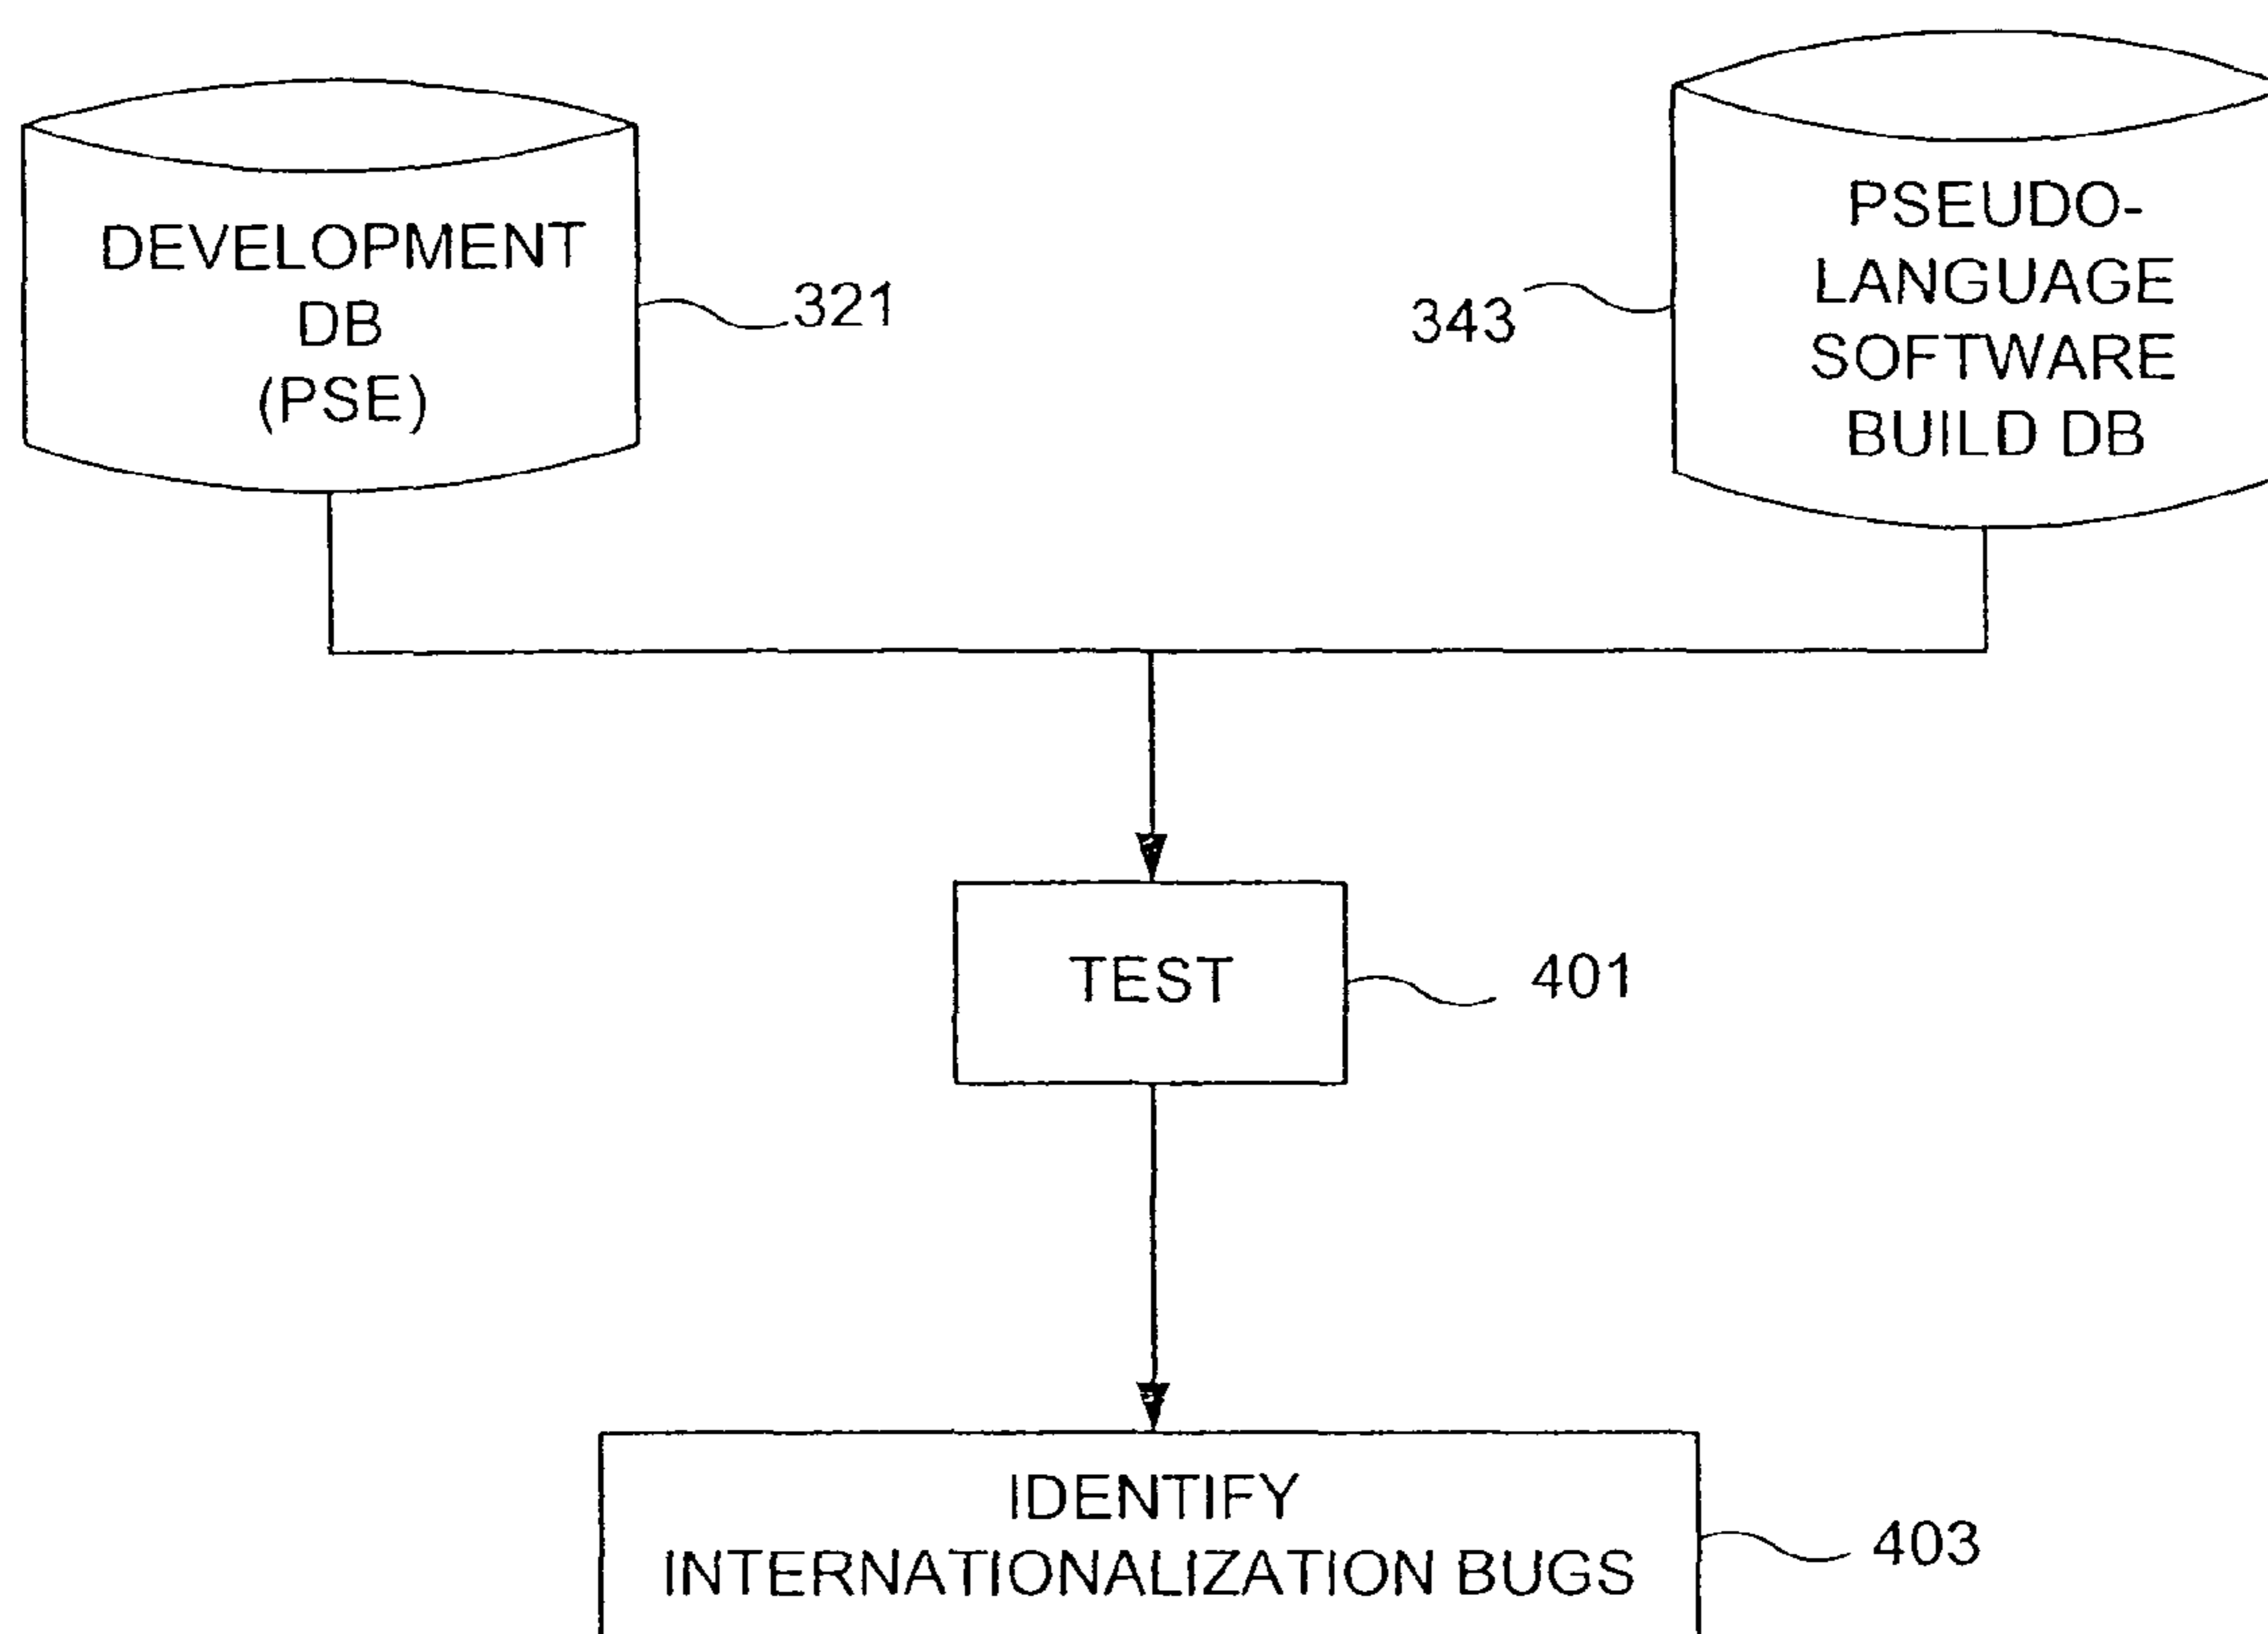 DEVELOPMENT
DB
(PSE)
321
343
PSEUDO-
LANGUAGE
SOFTWARE
BUILD DB
TEST
401
IDENTIFY
INTERNATIONALIZATION BUGS
403